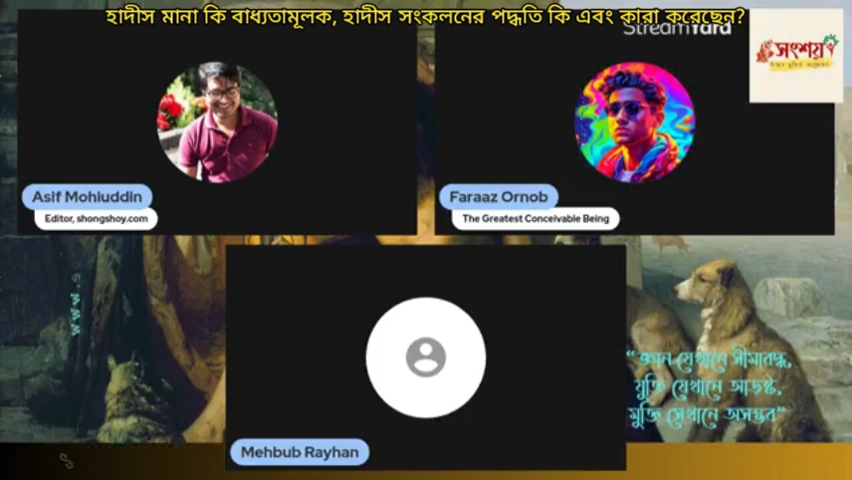 হাদীস মানা কি বাধ্যতামূলক, হাদীস সংকলনের পদ্ধতি কি এবং কারা করেছেন?
StreamYard
সংশয়
Asif Mohiuddin
Editor, shongshoy.com
Faraaz Ornob
The Greatest Conceivable Being
www.
"জ্ঞান যেখানে সীমাবদ্ধ,
যুক্তি যেখানে আড়ষ্ট,
মুক্তি সেখানে অসম্ভব"
Mehbub Rayhan